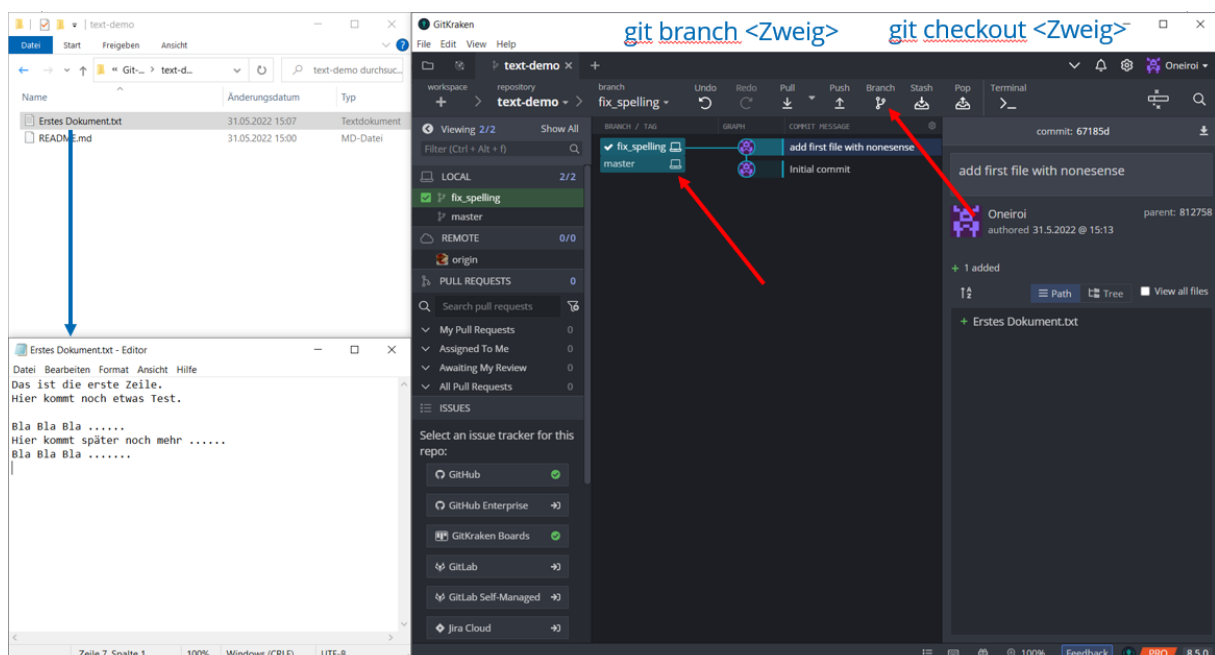 text-demo
Datei Start Freigeben Ansicht
« Git-... > text-d...
text-demo durchsuc...
Name Änderungsdatum Typ
Erstes Dokument.txt 31.05.2022 15:07 Textdokument
README.md 31.05.2022 15:00 MD-Datei
Erstes Dokument.txt - Editor
Datei Bearbeiten Format Ansicht Hilfe
Das ist die erste Zeile.
Hier kommt noch etwas Test.
Bla Bla Bla ......
Hier kommt später noch mehr ......
Bla Bla Bla .......
Zeile 7, Spalte 1 100% Windows (CRLF) UTF-8
GitKraken
git branch <Zweig> git checkout <Zweig>
File Edit View Help
text-demo
Oneiroi
workspace repository branch Undo Redo Pull Push Branch Stash Pop Terminal
text-demo fix_spelling
Viewing 2/2 Show All
Filter (Ctrl + Alt + f)
LOCAL 2/2
fix_spelling
master
REMOTE 0/0
origin
PULL REQUESTS 0
Search pull requests
My Pull Requests 0
Assigned To Me 0
Awaiting My Review 0
All Pull Requests 0
ISSUES
Select an issue tracker for this
repo:
GitHub
GitHub Enterprise
GitKraken Boards
GitLab
GitLab Self-Managed
Jira Cloud
BRANCH / TAG GRAPH COMMIT MESSAGE
fix_spelling add first file with nonesense
master Initial commit
commit: 67185d
add first file with nonesense
Oneiroi parent: 812758
authored 31.5.2022 @ 15:13
+ 1 added
Path Tree View all files
+ Erstes Dokument.txt
100% Feedback PRO 8.5.0